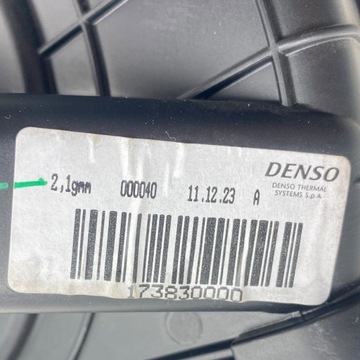 DENSO
2,1gmm 000040 11.12.23 A
DENSO THERMAL
SYSTEMS S.p.A.
173830000